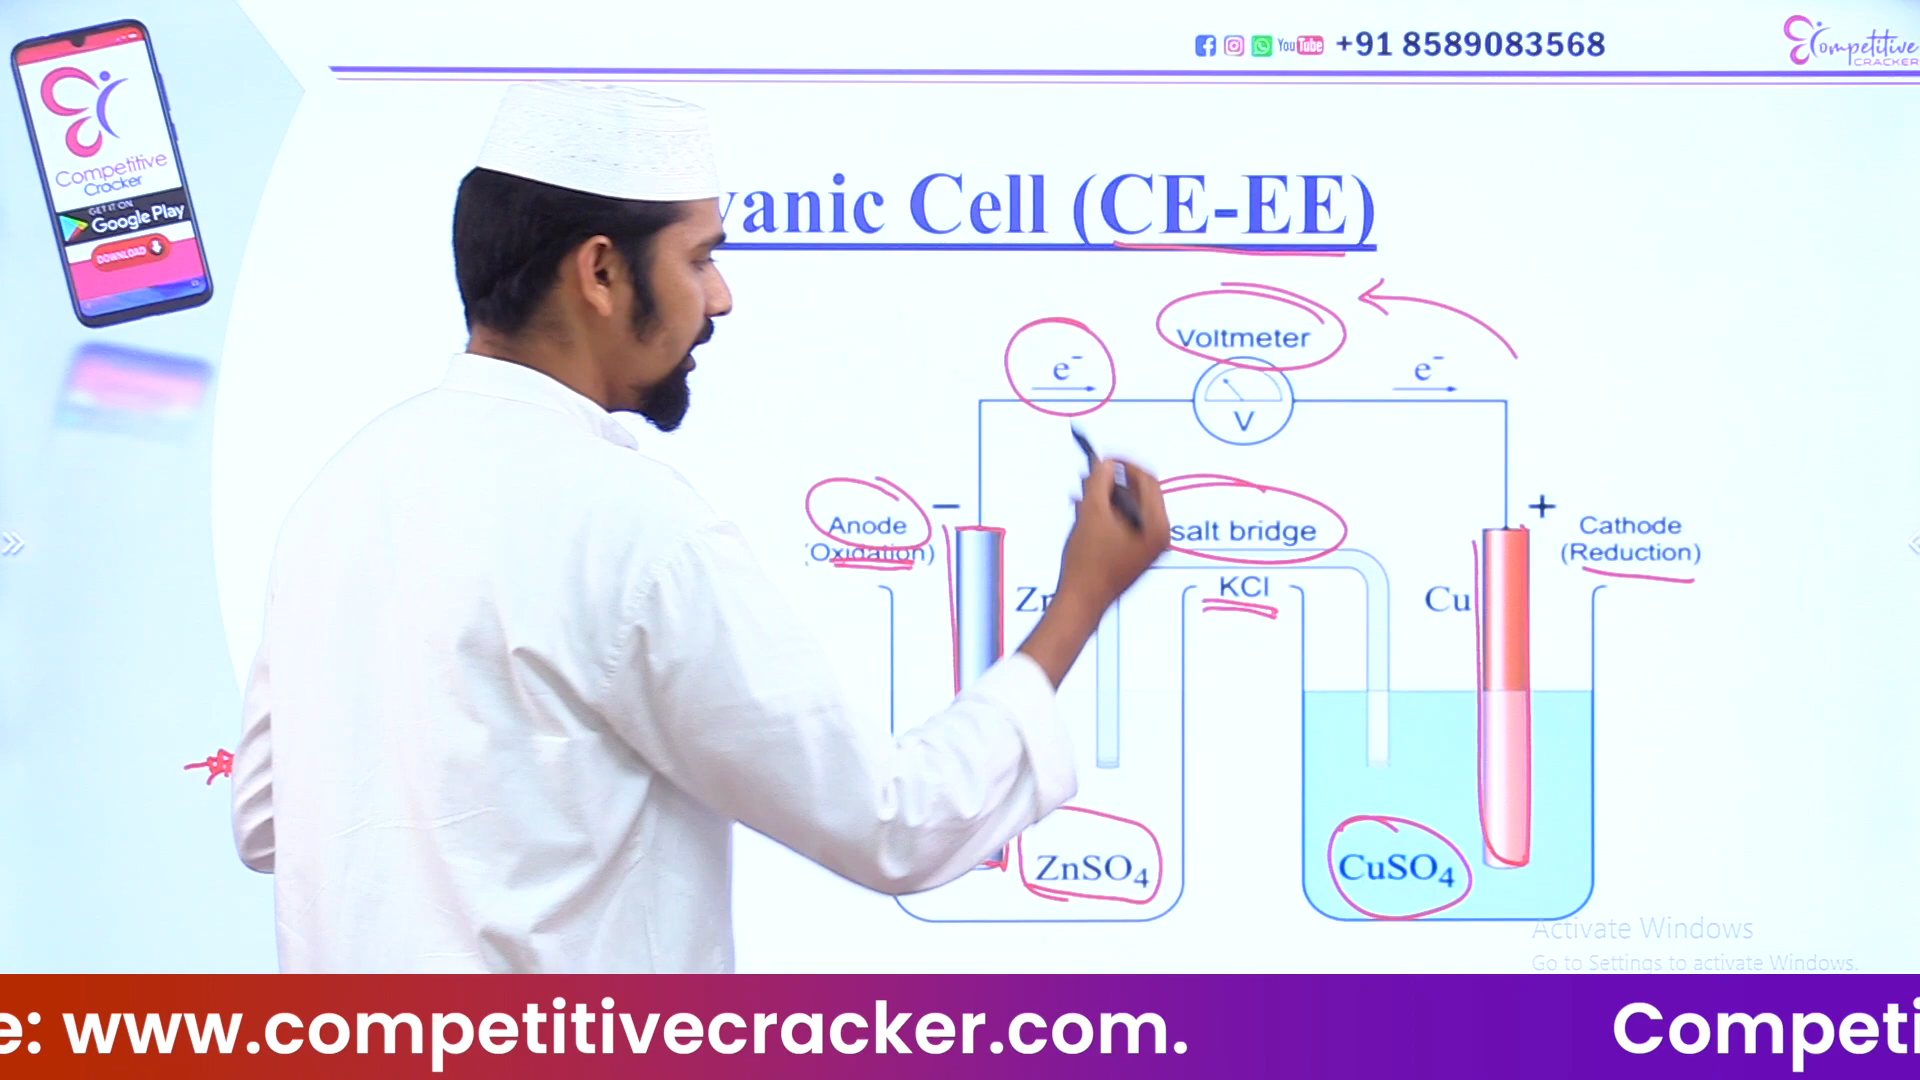 +91 8589083568
You Tube
Competitive
CRACKER
Competitive
Cracker
GET IT ON
Google Play
DOWNLOAD
vanic Cell (CE-EE)
Voltmeter
e⁻
e⁻
V
Anode
(Oxidation)
−
salt bridge
+
Cathode
(Reduction)
KCl
Cu
ZnSO₄
CuSO₄
Activate Windows
Go to Settings to activate Windows.
e: www.competitivecracker.com.
Competi